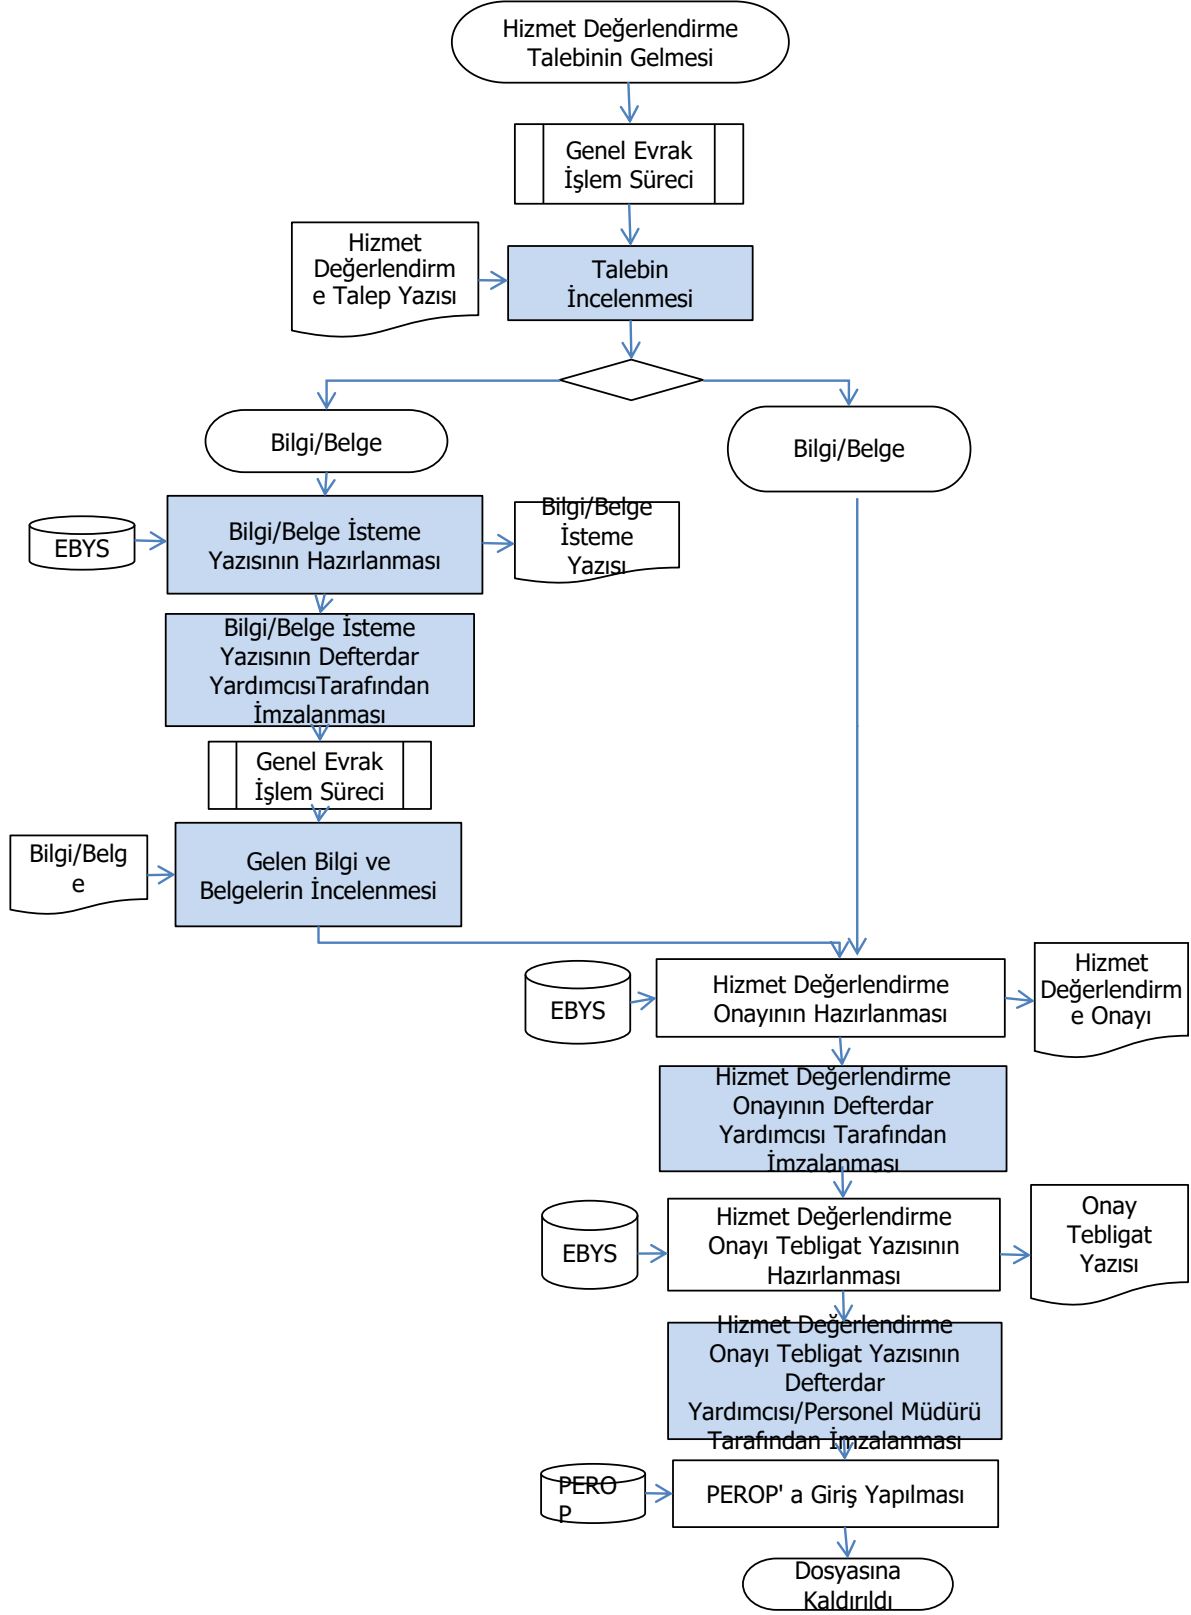 Hizmet Değerlendirme
Talebinin Gelmesi
Genel Evrak
İşlem Süreci
Hizmet
Değerlendirm
e Talep Yazısı
Talebin
İncelenmesi
Bilgi/Belge
Bilgi/Belge
EBYS
Bilgi/Belge İsteme
Yazısının Hazırlanması
Bilgi/Belge
İsteme
Yazısı
Bilgi/Belge İsteme
Yazısının Defterdar
YardımcısıTarafından
İmzalanması
Genel Evrak
İşlem Süreci
Bilgi/Belg
e
Gelen Bilgi ve
Belgelerin İncelenmesi
EBYS
Hizmet Değerlendirme
Onayının Hazırlanması
Hizmet
Değerlendirm
e Onayı
Hizmet Değerlendirme
Onayının Defterdar
Yardımcısı Tarafından
İmzalanması
EBYS
Hizmet Değerlendirme
Onayı Tebligat Yazısının
Hazırlanması
Onay
Tebligat
Yazısı
Hizmet Değerlendirme
Onayı Tebligat Yazısının
Defterdar
Yardımcısı/Personel Müdürü
Tarafından İmzalanması
PERO
P
PEROP' a Giriş Yapılması
Dosyasına
Kaldırıldı